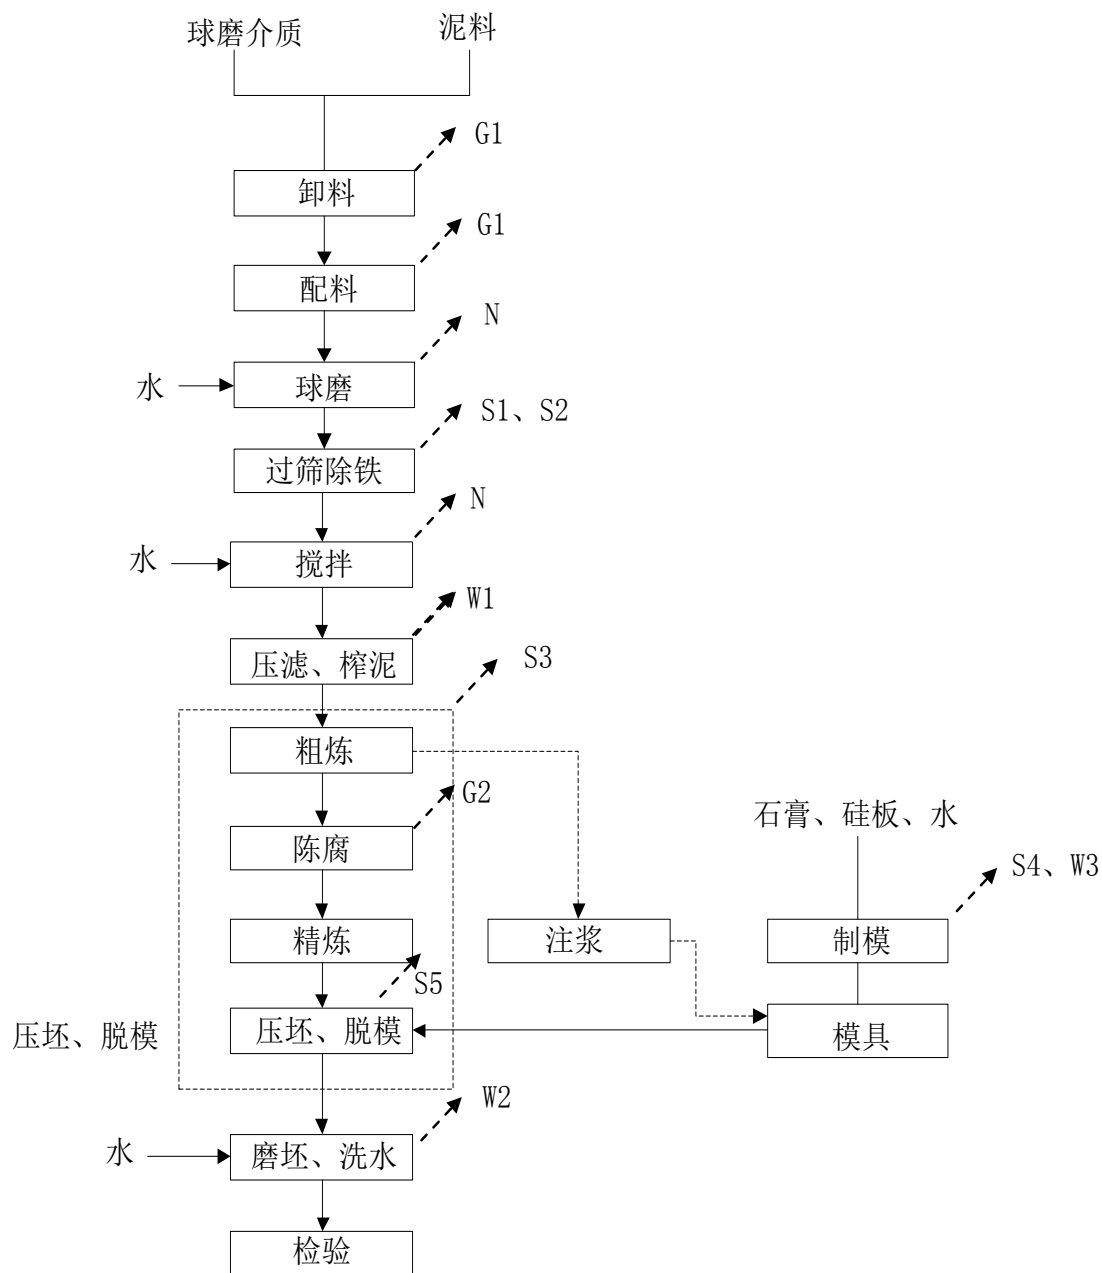 球磨介质
泥料
G1
卸料
G1
配料
N
水
球磨
S1、S2
过筛除铁
N
水
搅拌
W1
压滤、榨泥
S3
粗炼
G2
石膏、硅板、水
陈腐
S4、W3
精炼
注浆
制模
S5
压坯、脱模
压坯、脱模
模具
W2
水
磨坯、洗水
检验